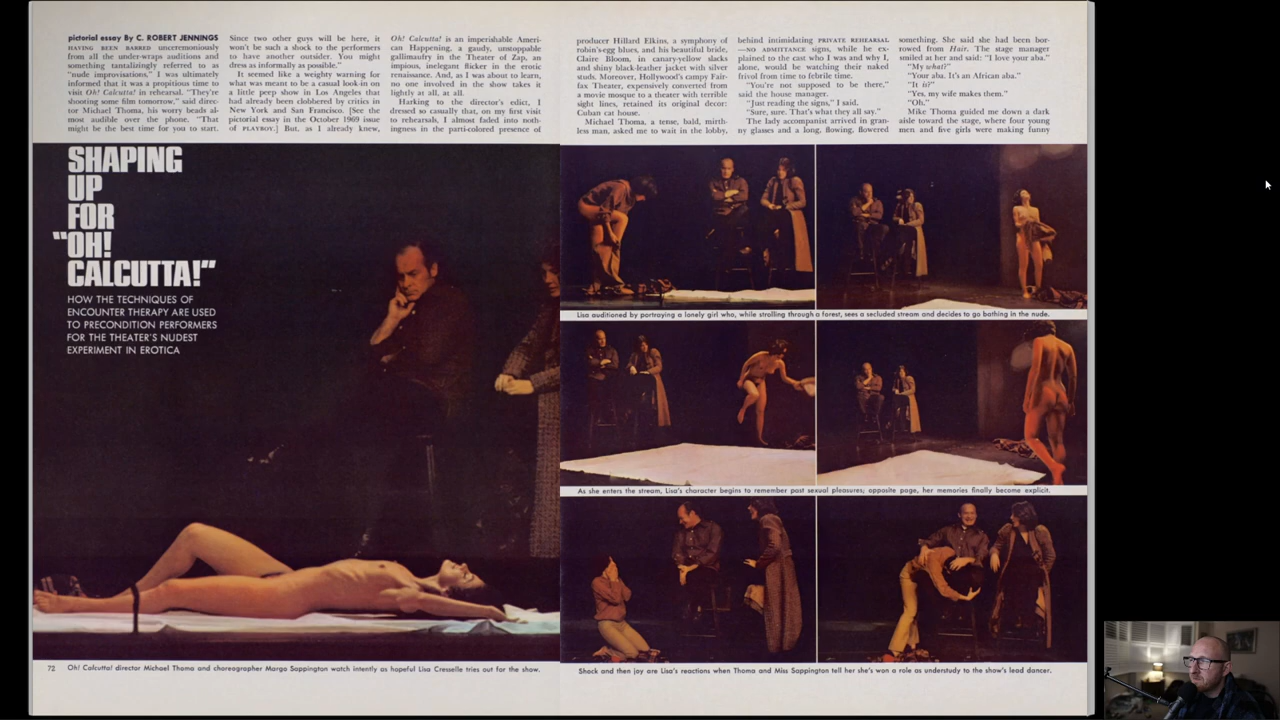 pictorial essay By C. ROBERT JENNINGS
HAVING BEEN BARRED unceremoniously
from all the under-wraps auditions and
something tantalizingly referred to as
"nude improvisations," I was ultimately
informed that it was a propitious time to
visit Oh! Calcutta! in rehearsal. "They're
shooting some film tomorrow," said direc-
tor Michael Thoma, his worry beads al-
most audible over the phone. "That
might be the best time for you to start.
Since two other guys will be here, it
won't be such a shock to the performers
to have another outsider. You might
dress as informally as possible."
It seemed like a weighty warning for
what was meant to be a casual look-in on
a little peep show in Los Angeles that
had already been clobbered by critics in
New York and San Francisco. [See the
pictorial essay in the October 1969 issue
of PLAYBOY.] But, as I already knew,
Oh! Calcutta! is an imperishable Ameri-
can Happening, a gaudy, unstoppable
gallimaufry in the Theater of Zap, an
impious, inelegant flicker in the erotic
renaissance. And, as I was about to learn,
no one involved in the show takes it
lightly at all, at all.
Harking to the director's edict, I
dressed so casually that, on my first visit
to rehearsals, I almost faded into noth-
ingness in the parti-colored presence of
producer Hillard Elkins, a symphony of
robin's-egg blues, and his beautiful bride,
Claire Bloom, in canary-yellow slacks
and shiny black-leather jacket with silver
studs. Moreover, Hollywood's campy Fair-
fax Theater, expensively converted from
a movie mosque to a theater with terrible
sight lines, retained its original decor:
Cuban cat house.
Michael Thoma, a tense, bald, mirth-
less man, asked me to wait in the lobby,
behind intimidating PRIVATE REHEARSAL
—NO ADMITTANCE signs, while he ex-
plained to the cast who I was and why I,
alone, would be watching their naked
frivol from time to febrile time.
"You're not supposed to be there,"
said the house manager.
"Just reading the signs," I said.
"Sure, sure. That's what they all say."
The lady accompanist arrived in gran-
ny glasses and a long, flowing, flowered
something. She said she had been bor-
rowed from Hair. The stage manager
smiled at her and said: "I love your aba."
"My what?"
"Your aba. It's an African aba."
"It is?"
"Yes, my wife makes them."
"Oh."
Mike Thoma guided me down a dark
aisle toward the stage, where four young
men and five girls were making funny
SHAPING
UP
FOR
"OH!
CALCUTTA!"
HOW THE TECHNIQUES OF
ENCOUNTER THERAPY ARE USED
TO PRECONDITION PERFORMERS
FOR THE THEATER'S NUDEST
EXPERIMENT IN EROTICA
Lisa auditioned by portraying a lonely girl who, while strolling through a forest, sees a secluded stream and decides to go bathing in the nude.
As she enters the stream, Lisa's character begins to remember past sexual pleasures; opposite page, her memories finally become explicit.
72 Oh! Calcutta! director Michael Thoma and choreographer Margo Sappington watch intently as hopeful Lisa Cresselle tries out for the show.
Shock and then joy are Lisa's reactions when Thoma and Miss Sappington tell her she's won a role as understudy to the show's lead dancer.